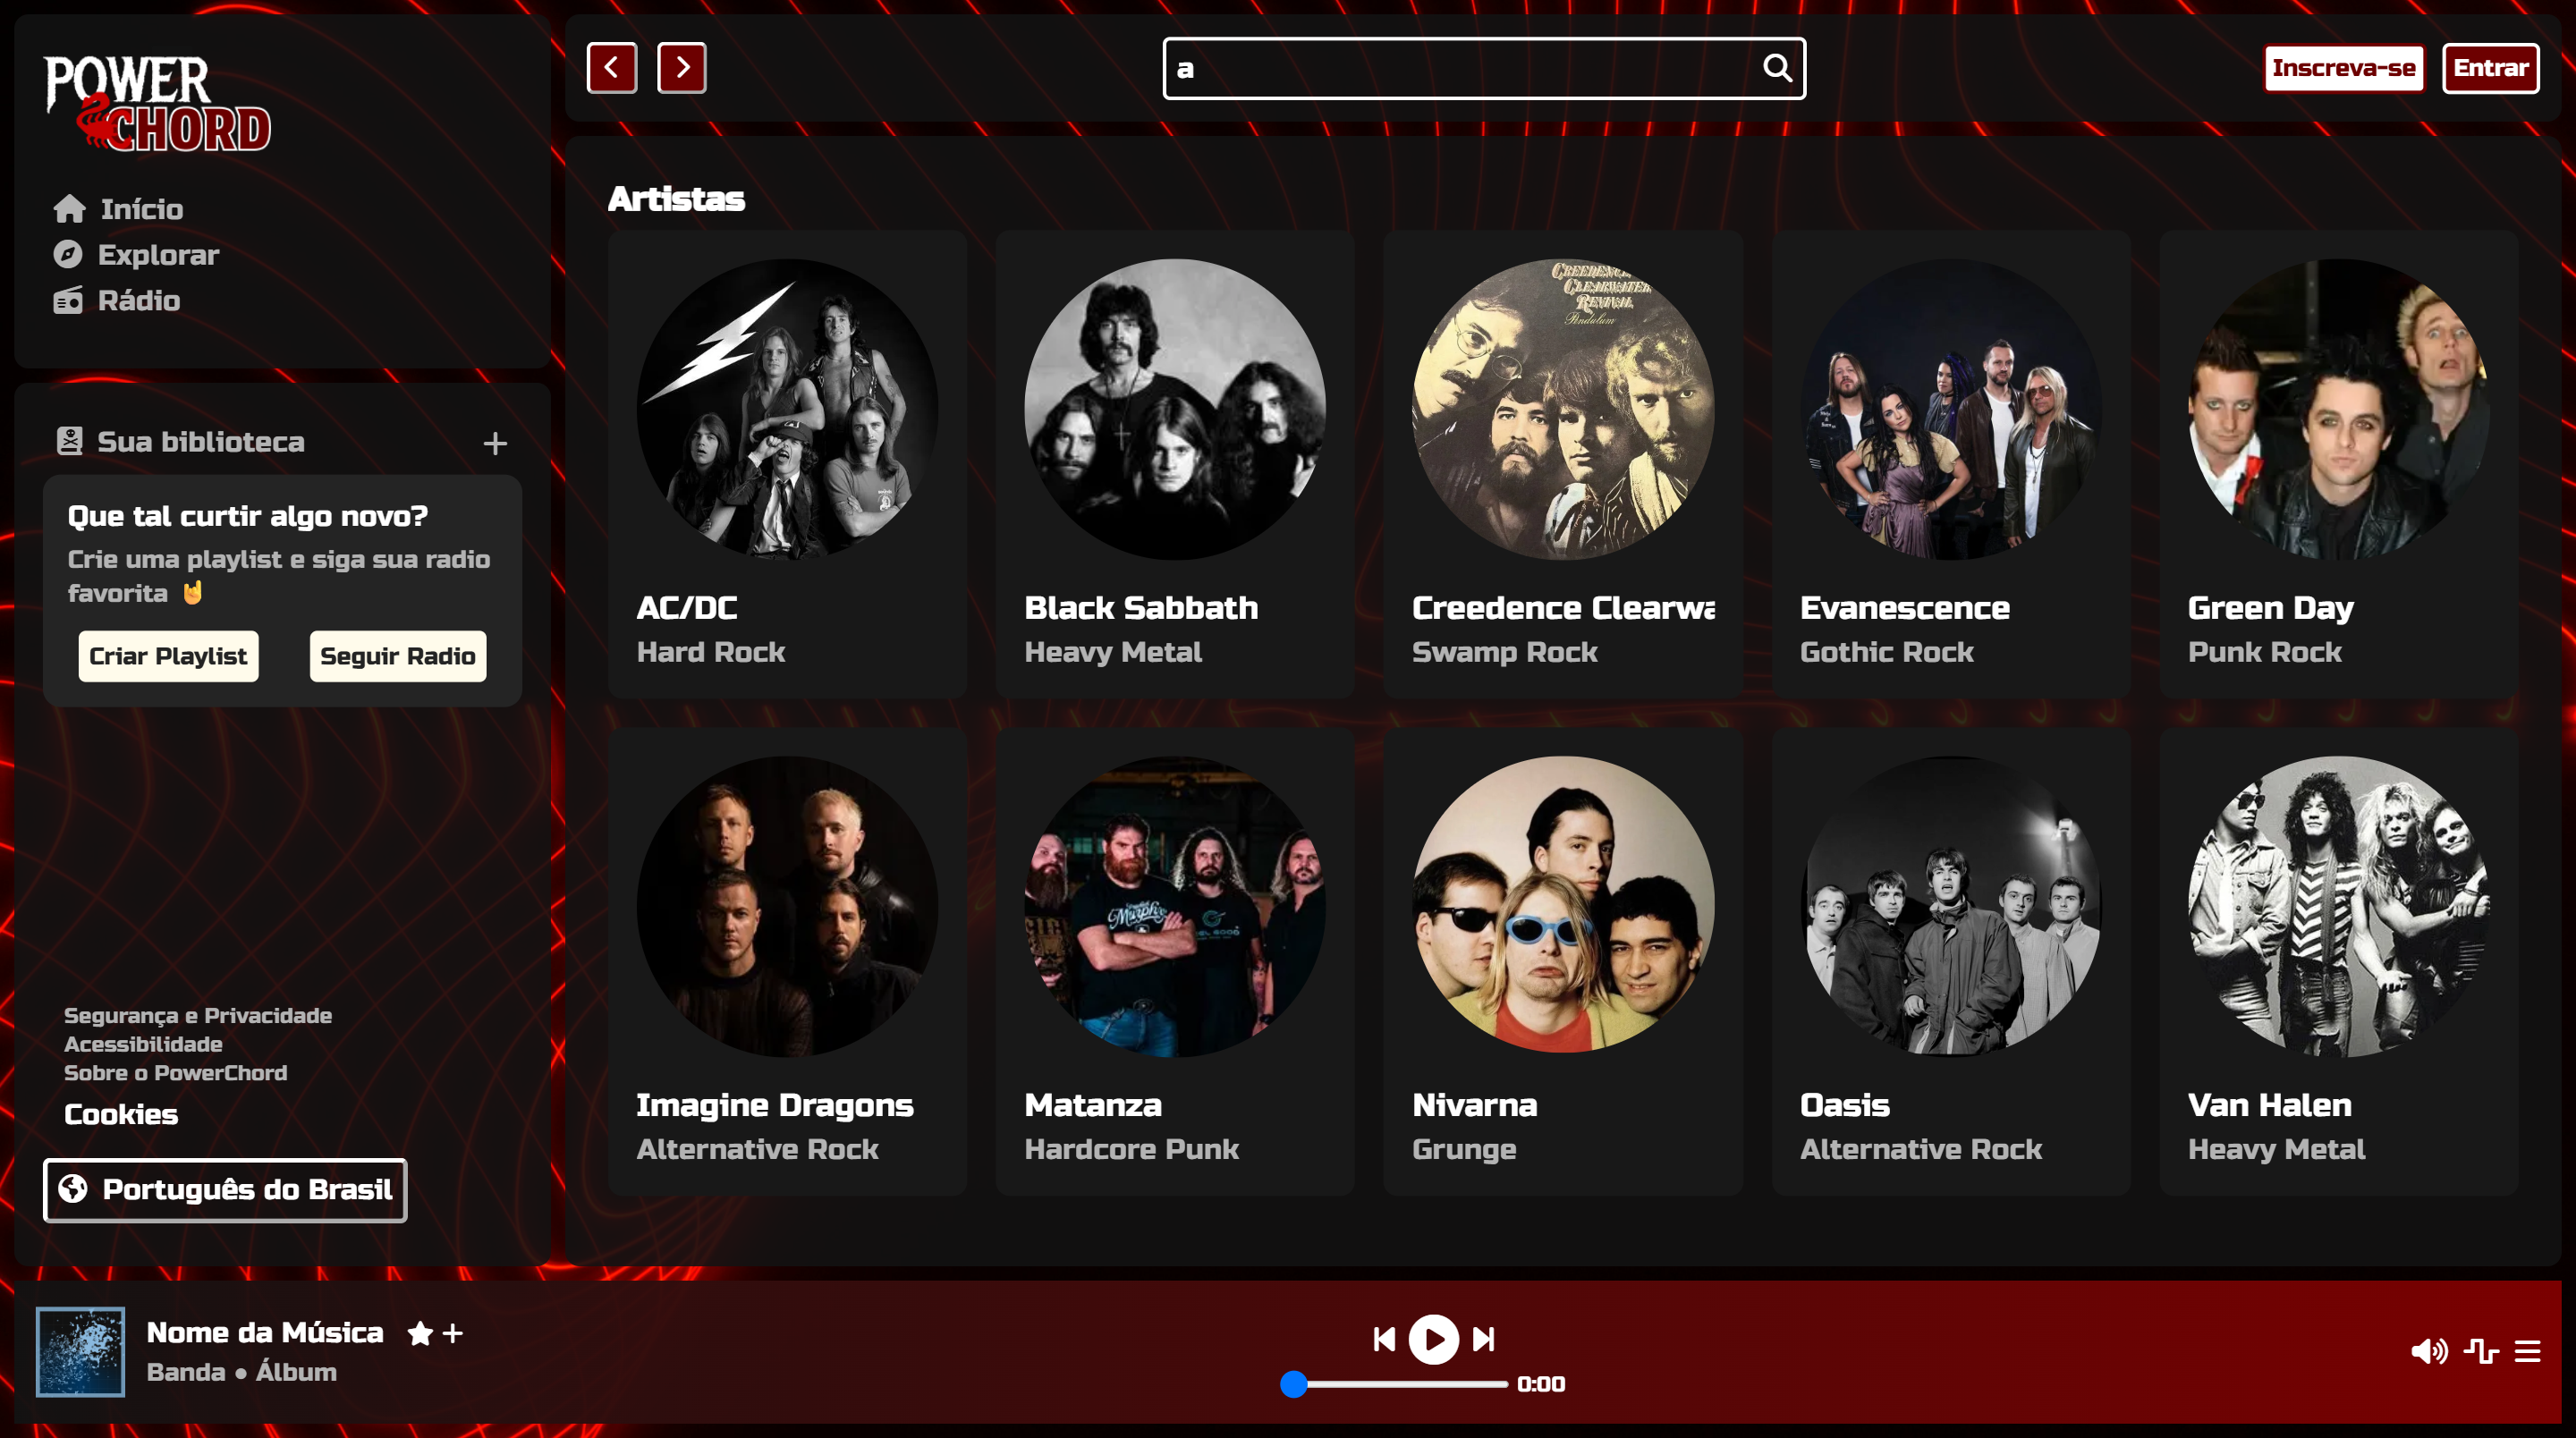 POWER
CHORD
Início
Explorar
Rádio
Sua biblioteca
Que tal curtir algo novo?
Crie uma playlist e siga sua radio
favorita 🤘
Criar Playlist
Seguir Radio
Segurança e Privacidade
Acessibilidade
Sobre o PowerChord
Cookies
Português do Brasil
a
Inscreva-se
Entrar
Artistas
CREEDENCE
CLEARWATER
REVIVAL
Pendulum
AC/DC
Hard Rock
Black Sabbath
Heavy Metal
Creedence Clearwa
Swamp Rock
Evanescence
Gothic Rock
Green Day
Punk Rock
Imagine Dragons
Alternative Rock
Matanza
Hardcore Punk
Nivarna
Grunge
Oasis
Alternative Rock
Van Halen
Heavy Metal
Nome da Música
Banda ● Álbum
0:00